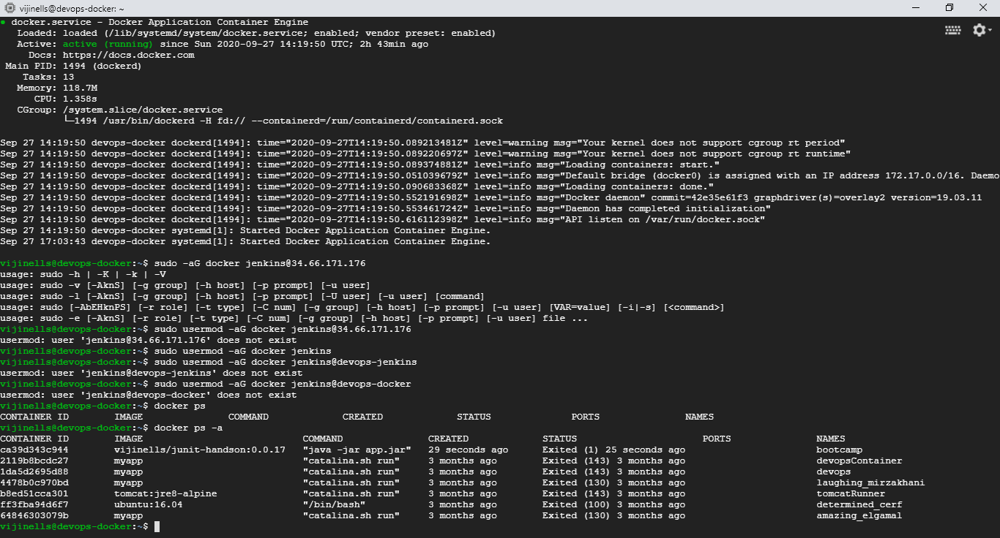 vijinells@devops-docker: ~
● docker.service - Docker Application Container Engine
Loaded: loaded (/lib/systemd/system/docker.service; enabled; vendor preset: enabled)
Active: active (running) since Sun 2020-09-27 14:19:50 UTC; 2h 43min ago
Docs: https://docs.docker.com
Main PID: 1494 (dockerd)
Tasks: 13
Memory: 118.7M
CPU: 1.358s
CGroup: /system.slice/docker.service
└─1494 /usr/bin/dockerd -H fd:// --containerd=/run/containerd/containerd.sock
Sep 27 14:19:50 devops-docker dockerd[1494]: time="2020-09-27T14:19:50.089213481Z" level=warning msg="Your kernel does not support cgroup rt period"
Sep 27 14:19:50 devops-docker dockerd[1494]: time="2020-09-27T14:19:50.089220697Z" level=warning msg="Your kernel does not support cgroup rt runtime"
Sep 27 14:19:50 devops-docker dockerd[1494]: time="2020-09-27T14:19:50.089374881Z" level=info msg="Loading containers: start."
Sep 27 14:19:50 devops-docker dockerd[1494]: time="2020-09-27T14:19:50.051039679Z" level=info msg="Default bridge (docker0) is assigned with an IP address 172.17.0.0/16. Daemo
Sep 27 14:19:50 devops-docker dockerd[1494]: time="2020-09-27T14:19:50.090683368Z" level=info msg="Loading containers: done."
Sep 27 14:19:50 devops-docker dockerd[1494]: time="2020-09-27T14:19:50.552191698Z" level=info msg="Docker daemon" commit=42e35e61f3 graphdriver(s)=overlay2 version=19.03.11
Sep 27 14:19:50 devops-docker dockerd[1494]: time="2020-09-27T14:19:50.553461724Z" level=info msg="Daemon has completed initialization"
Sep 27 14:19:50 devops-docker dockerd[1494]: time="2020-09-27T14:19:50.616112398Z" level=info msg="API listen on /var/run/docker.sock"
Sep 27 14:19:50 devops-docker systemd[1]: Started Docker Application Container Engine.
Sep 27 17:03:43 devops-docker systemd[1]: Started Docker Application Container Engine.
vijinells@devops-docker:~$ sudo -aG docker jenkins@34.66.171.176
usage: sudo -h | -K | -k | -V
usage: sudo -v [-AknS] [-g group] [-h host] [-p prompt] [-u user]
usage: sudo -l [-AknS] [-g group] [-h host] [-p prompt] [-U user] [-u user] [command]
usage: sudo [-AbEHknPS] [-r role] [-t type] [-C num] [-g group] [-h host] [-p prompt] [-u user] [VAR=value] [-i|-s] [<command>]
usage: sudo -e [-AknS] [-r role] [-t type] [-C num] [-g group] [-h host] [-p prompt] [-u user] file ...
vijinells@devops-docker:~$ sudo usermod -aG docker jenkins@34.66.171.176
usermod: user 'jenkins@34.66.171.176' does not exist
vijinells@devops-docker:~$ sudo usermod -aG docker jenkins
vijinells@devops-docker:~$ sudo usermod -aG docker jenkins@devops-jenkins
usermod: user 'jenkins@devops-jenkins' does not exist
vijinells@devops-docker:~$ sudo usermod -aG docker jenkins@devops-docker
usermod: user 'jenkins@devops-docker' does not exist
vijinells@devops-docker:~$ docker ps
CONTAINER ID IMAGE COMMAND CREATED STATUS PORTS NAMES
vijinells@devops-docker:~$ docker ps -a
CONTAINER ID IMAGE COMMAND CREATED STATUS PORTS NAMES
ca39d343c944 vijinells/junit-handson:0.0.17 "java -jar app.jar" 29 seconds ago Exited (1) 25 seconds ago bootcamp
2119b8bcdc27 myapp "catalina.sh run" 3 months ago Exited (143) 3 months ago devopsContainer
1da5d2695d88 myapp "catalina.sh run" 3 months ago Exited (143) 3 months ago devops
4478b0c970bd myapp "catalina.sh run" 3 months ago Exited (130) 3 months ago laughing_mirzakhani
b8ed51cca301 tomcat:jre8-alpine "catalina.sh run" 3 months ago Exited (143) 3 months ago tomcatRunner
ff3fba94d6f7 ubuntu:16.04 "/bin/bash" 3 months ago Exited (100) 3 months ago determined_cerf
64846303079b myapp "catalina.sh run" 3 months ago Exited (130) 3 months ago amazing_elgamal
vijinells@devops-docker:~$